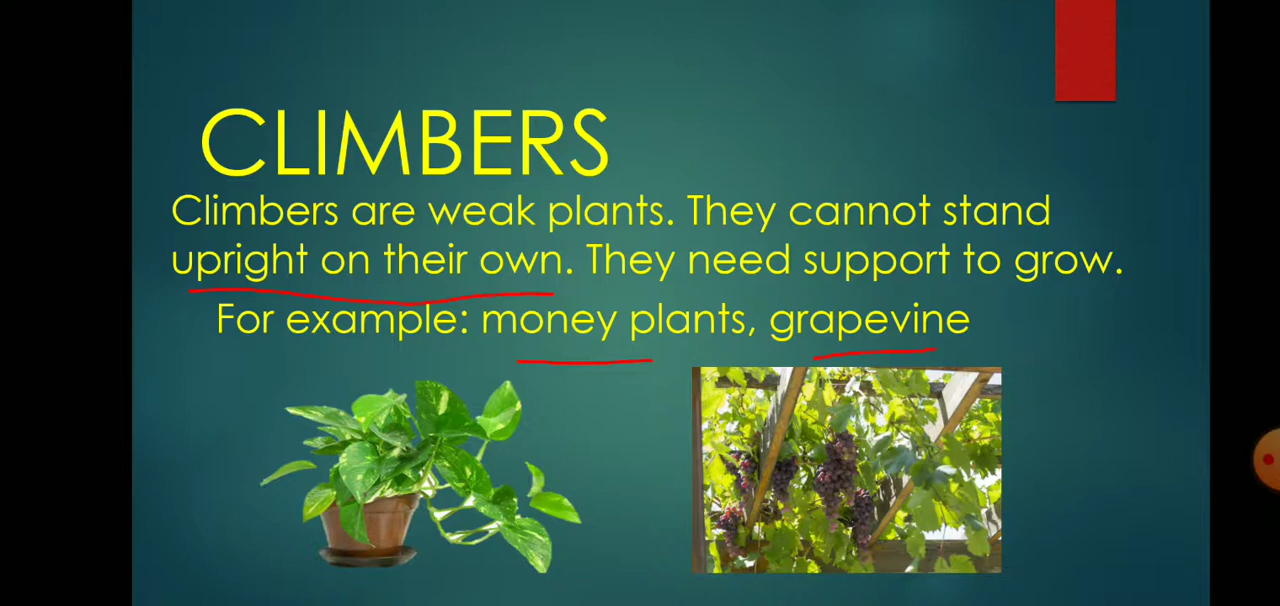 CLIMBERS
Climbers are weak plants. They cannot stand
upright on their own. They need support to grow.
For example: money plants, grapevine